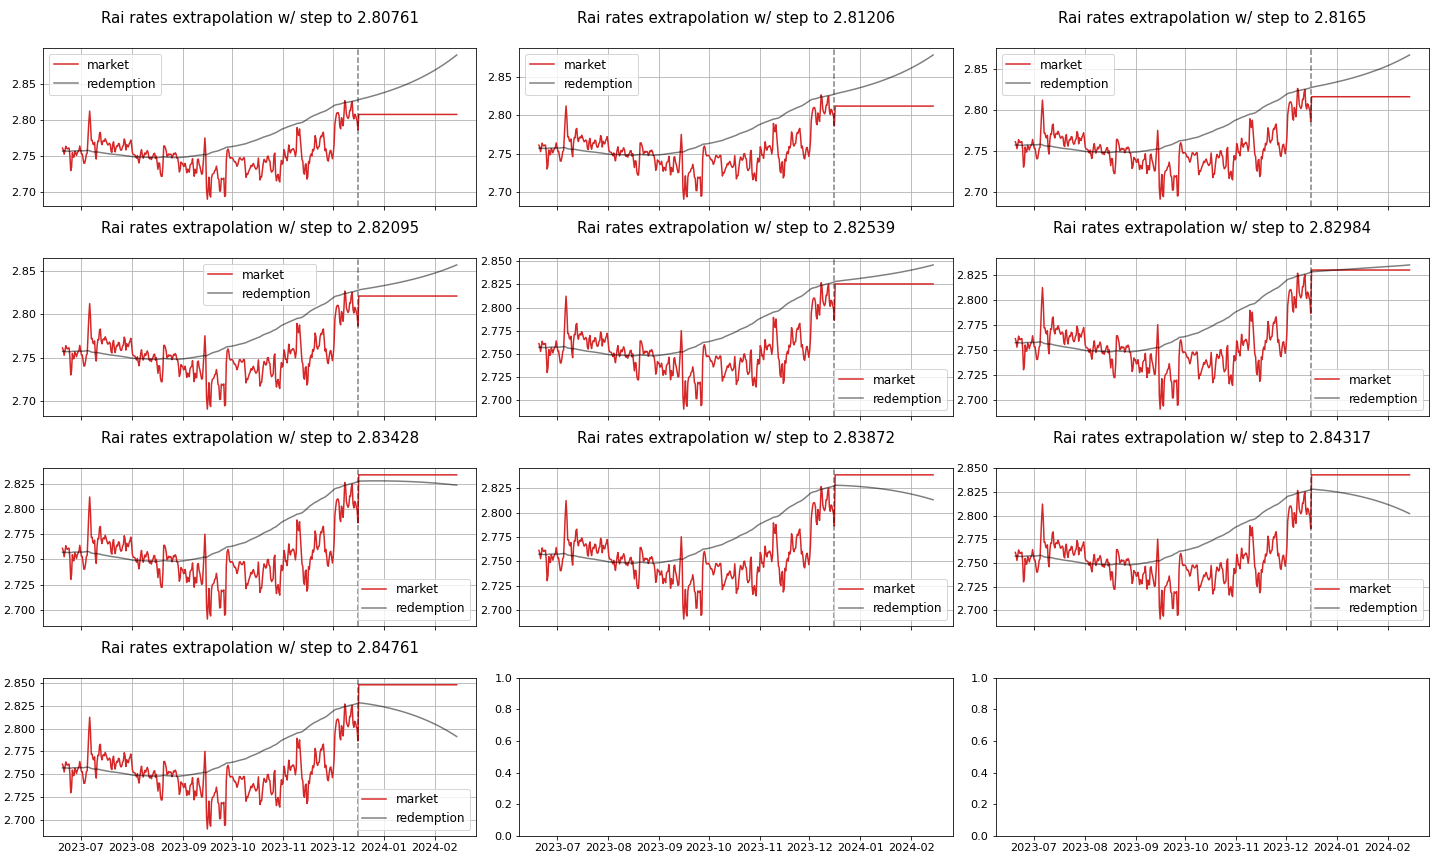 Rai rates extrapolation w/ step to 2.80761
market
redemption
2.85
2.80
2.75
2.70
Rai rates extrapolation w/ step to 2.81206
market
redemption
2.85
2.80
2.75
2.70
Rai rates extrapolation w/ step to 2.8165
market
redemption
2.85
2.80
2.75
2.70
Rai rates extrapolation w/ step to 2.82095
market
redemption
2.85
2.80
2.75
2.70
Rai rates extrapolation w/ step to 2.82539
2.850
2.825
2.800
2.775
2.750
2.725
2.700
market
redemption
Rai rates extrapolation w/ step to 2.82984
2.825
2.800
2.775
2.750
2.725
2.700
market
redemption
Rai rates extrapolation w/ step to 2.83428
2.825
2.800
2.775
2.750
2.725
2.700
market
redemption
Rai rates extrapolation w/ step to 2.83872
2.825
2.800
2.775
2.750
2.725
2.700
market
redemption
Rai rates extrapolation w/ step to 2.84317
2.850
2.825
2.800
2.775
2.750
2.725
2.700
market
redemption
Rai rates extrapolation w/ step to 2.84761
2.850
2.825
2.800
2.775
2.750
2.725
2.700
market
redemption
2023-07 2023-08 2023-09 2023-10 2023-11 2023-12 2024-01 2024-02
1.0
0.8
0.6
0.4
0.2
0.0
2023-07 2023-08 2023-09 2023-10 2023-11 2023-12 2024-01 2024-02
1.0
0.8
0.6
0.4
0.2
0.0
2023-07 2023-08 2023-09 2023-10 2023-11 2023-12 2024-01 2024-02